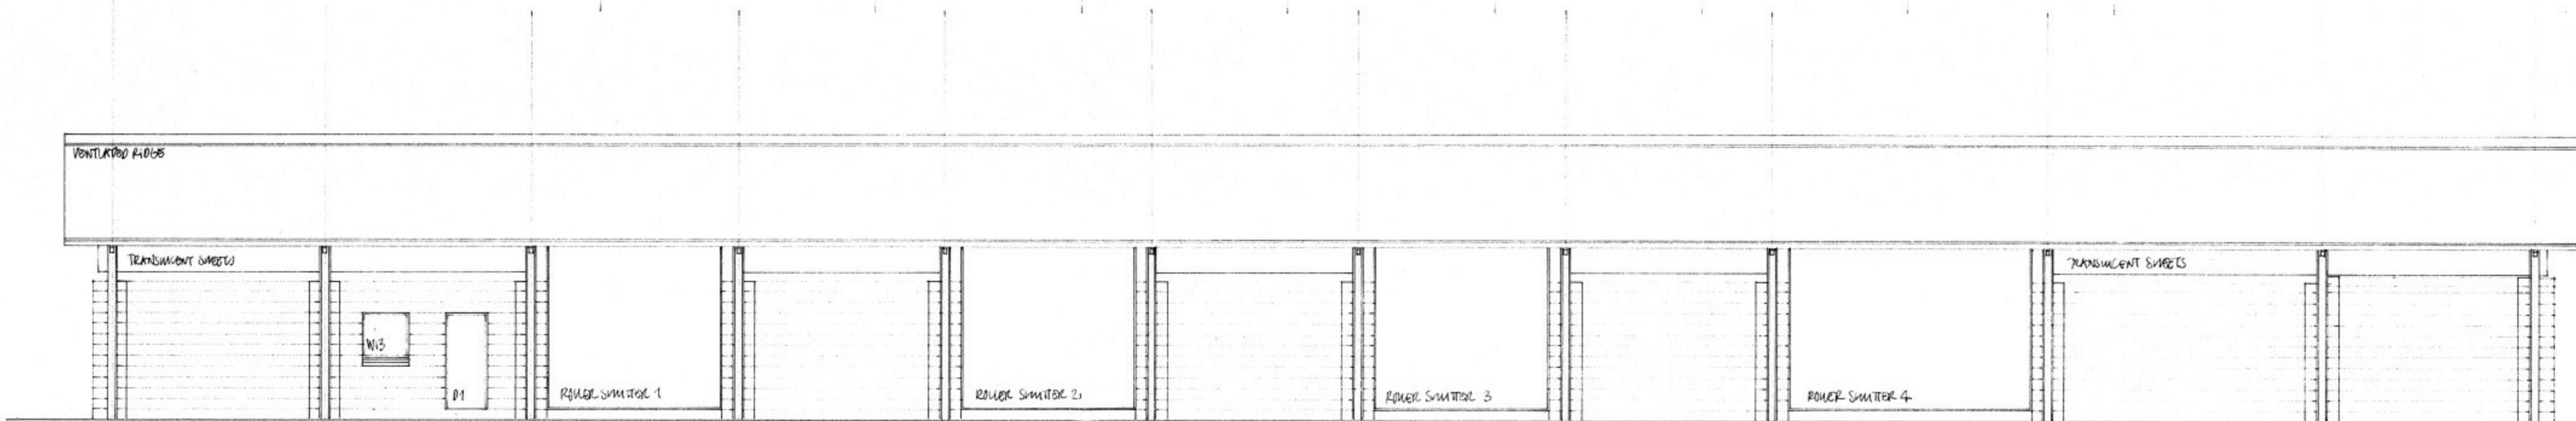 VENTILATED RIDGE
TRANSLUCENT SHEETS
TRANSLUCENT SHEETS
W13
D1
ROLLER SHUTTER 1
ROLLER SHUTTER 2
ROLLER SHUTTER 3
ROLLER SHUTTER 4